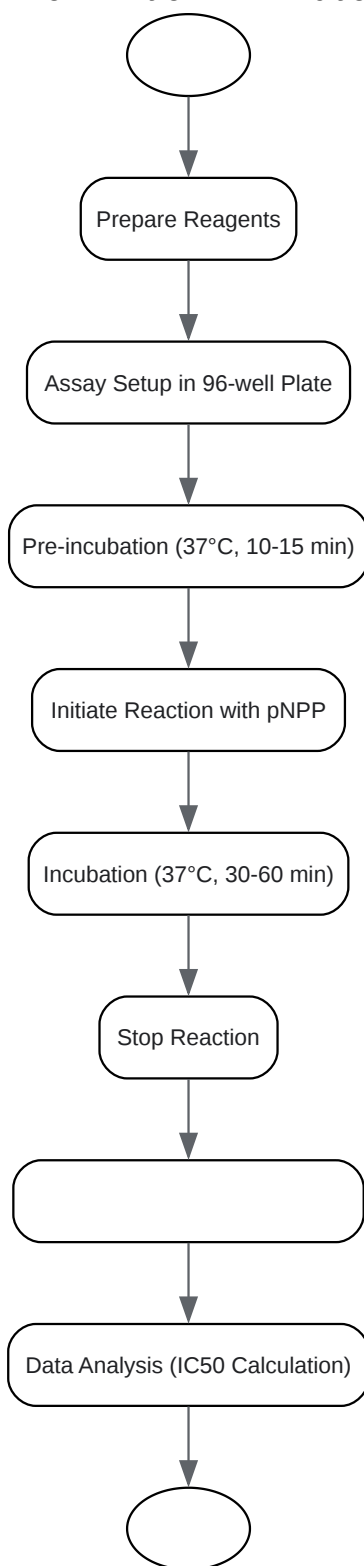 Prepare Reagents
Assay Setup in 96-well Plate
Pre-incubation (37°C, 10-15 min)
Initiate Reaction with pNPP
Incubation (37°C, 30-60 min)
Stop Reaction
Data Analysis (IC50 Calculation)